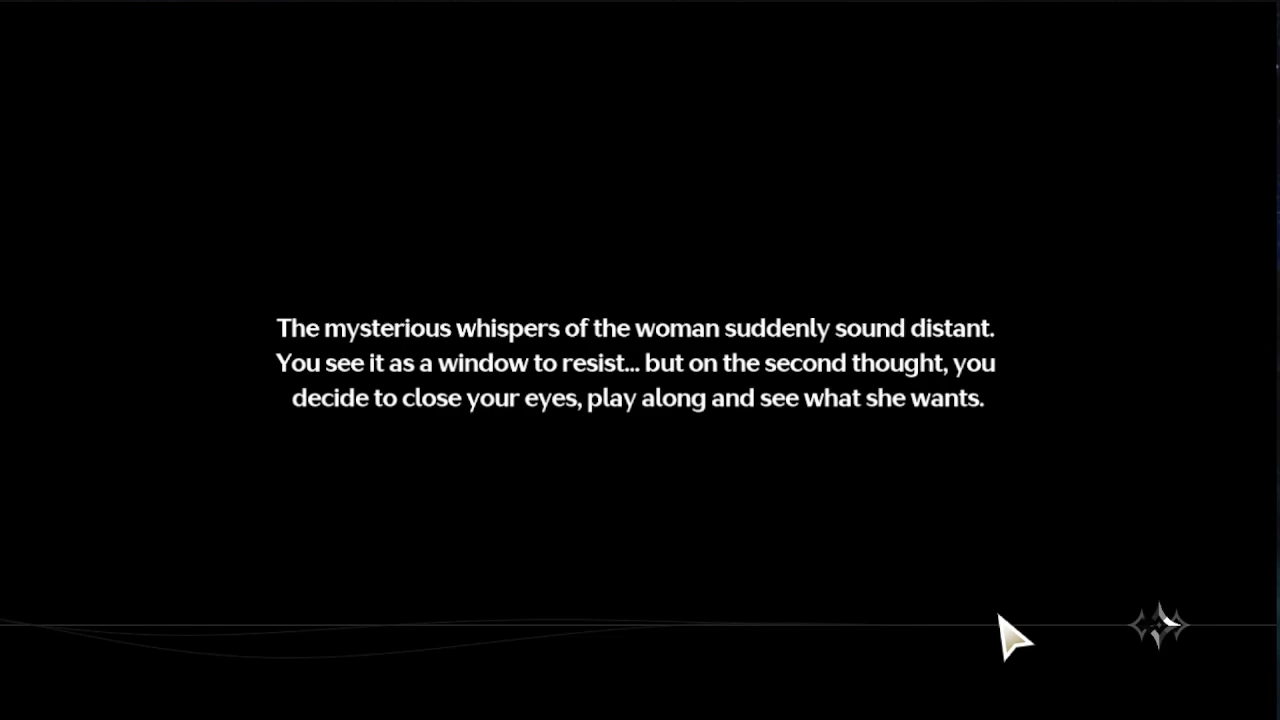 The mysterious whispers of the woman suddenly sound distant.
You see it as a window to resist... but on the second thought, you
decide to close your eyes, play along and see what she wants.